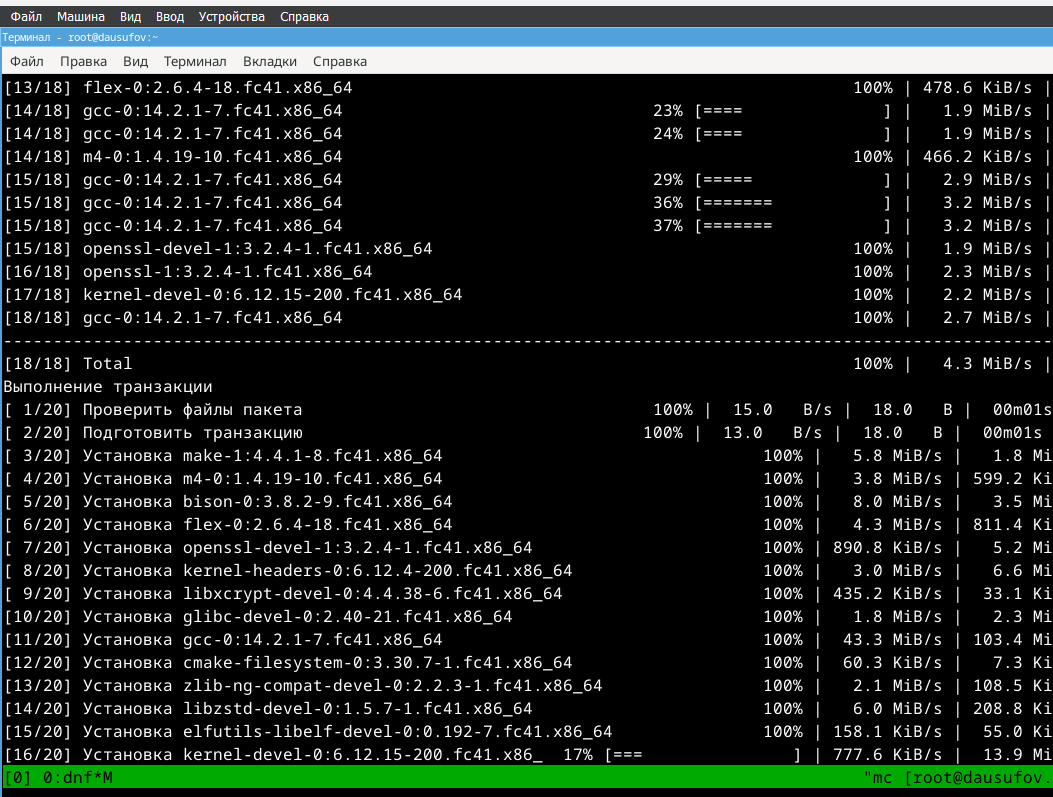 Файл Машина Вид Ввод Устройства Справка
Терминал - root@dausufov:~
Файл Правка Вид Терминал Вкладки Справка
[13/18] flex-0:2.6.4-18.fc41.x86_64 100% | 478.6 KiB/s |
[14/18] gcc-0:14.2.1-7.fc41.x86_64 23% [==== ] | 1.9 MiB/s |
[14/18] gcc-0:14.2.1-7.fc41.x86_64 24% [==== ] | 1.9 MiB/s |
[14/18] m4-0:1.4.19-10.fc41.x86_64 100% | 466.2 KiB/s |
[15/18] gcc-0:14.2.1-7.fc41.x86_64 29% [===== ] | 2.9 MiB/s |
[15/18] gcc-0:14.2.1-7.fc41.x86_64 36% [======= ] | 3.2 MiB/s |
[15/18] gcc-0:14.2.1-7.fc41.x86_64 37% [======= ] | 3.2 MiB/s |
[15/18] openssl-devel-1:3.2.4-1.fc41.x86_64 100% | 1.9 MiB/s |
[16/18] openssl-1:3.2.4-1.fc41.x86_64 100% | 2.3 MiB/s |
[17/18] kernel-devel-0:6.12.15-200.fc41.x86_64 100% | 2.2 MiB/s |
[18/18] gcc-0:14.2.1-7.fc41.x86_64 100% | 2.7 MiB/s |
---------------------------------------------------------------------------------------------------------
[18/18] Total 100% | 4.3 MiB/s |
Выполнение транзакции
[ 1/20] Проверить файлы пакета 100% | 15.0 B/s | 18.0 B | 00m01s
[ 2/20] Подготовить транзакцию 100% | 13.0 B/s | 18.0 B | 00m01s
[ 3/20] Установка make-1:4.4.1-8.fc41.x86_64 100% | 5.8 MiB/s | 1.8 Mi
[ 4/20] Установка m4-0:1.4.19-10.fc41.x86_64 100% | 3.8 MiB/s | 599.2 Ki
[ 5/20] Установка bison-0:3.8.2-9.fc41.x86_64 100% | 8.0 MiB/s | 3.5 Mi
[ 6/20] Установка flex-0:2.6.4-18.fc41.x86_64 100% | 4.3 MiB/s | 811.4 Ki
[ 7/20] Установка openssl-devel-1:3.2.4-1.fc41.x86_64 100% | 890.8 KiB/s | 5.2 Mi
[ 8/20] Установка kernel-headers-0:6.12.4-200.fc41.x86_64 100% | 3.0 MiB/s | 6.6 Mi
[ 9/20] Установка libxcrypt-devel-0:4.4.38-6.fc41.x86_64 100% | 435.2 KiB/s | 33.1 Ki
[10/20] Установка glibc-devel-0:2.40-21.fc41.x86_64 100% | 1.8 MiB/s | 2.3 Mi
[11/20] Установка gcc-0:14.2.1-7.fc41.x86_64 100% | 43.3 MiB/s | 103.4 Mi
[12/20] Установка cmake-filesystem-0:3.30.7-1.fc41.x86_64 100% | 60.3 KiB/s | 7.3 Ki
[13/20] Установка zlib-ng-compat-devel-0:2.2.3-1.fc41.x86_64 100% | 2.1 MiB/s | 108.5 Ki
[14/20] Установка libzstd-devel-0:1.5.7-1.fc41.x86_64 100% | 6.0 MiB/s | 208.8 Ki
[15/20] Установка elfutils-libelf-devel-0:0.192-7.fc41.x86_64 100% | 158.1 KiB/s | 55.0 Ki
[16/20] Установка kernel-devel-0:6.12.15-200.fc41.x86_ 17% [=== ] | 777.6 KiB/s | 13.9 Mi
[0] 0:dnf*M "mc [root@dausufov.